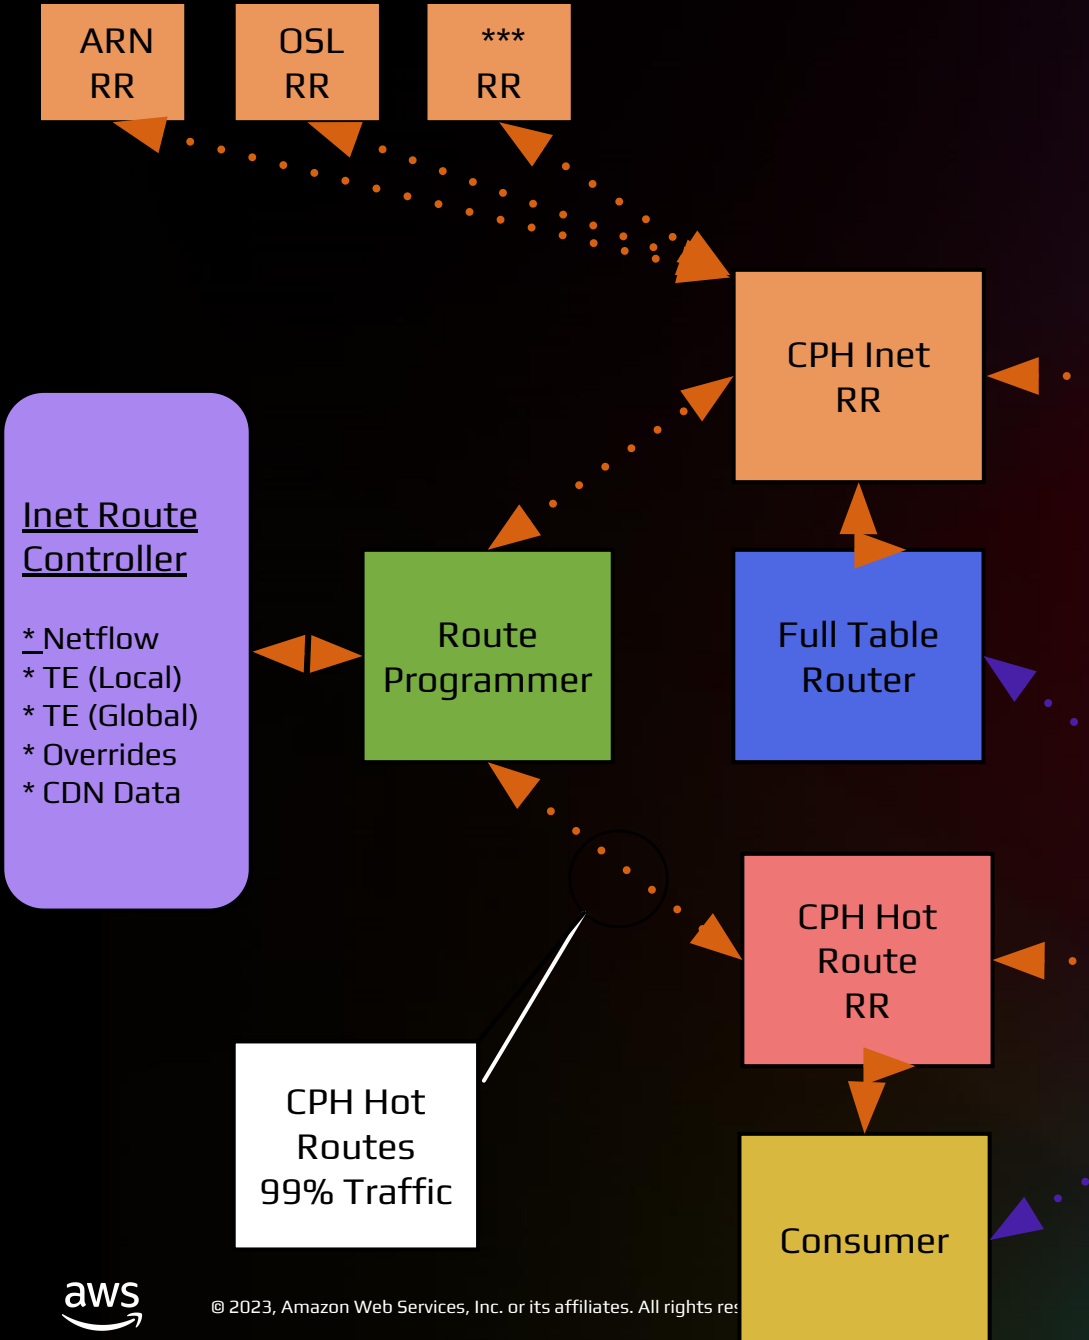 ARN
RR
OSL
RR
***
RR
CPH Inet
RR
Inet Route
Controller
* Netflow
* TE (Local)
* TE (Global)
* Overrides
* CDN Data
Route
Programmer
Full Table
Router
CPH Hot
Route
RR
CPH Hot
Routes
99% Traffic
Consumer
aws
© 2023, Amazon Web Services, Inc. or its affiliates. All rights